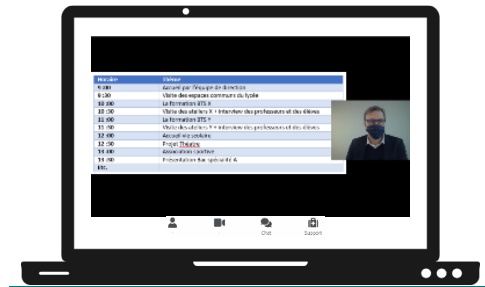 Horaire Thème
9 :00 Accueil par l'équipe de direction
9 :30 Visite des espaces communs du lycée
10 :00 La formation BTS X
10 :30 Visite des ateliers X + Interview des professeurs et des élèves
11 :00 La formation BTS Y
11 :30 Visite des ateliers Y + Interview des professeurs et des élèves
12 :00 Accueil vie scolaire
12 :30 Projet Théatre
13 :00 Association sportive
13 :30 Présentation Bac spécialité A
Etc.
Chat Support